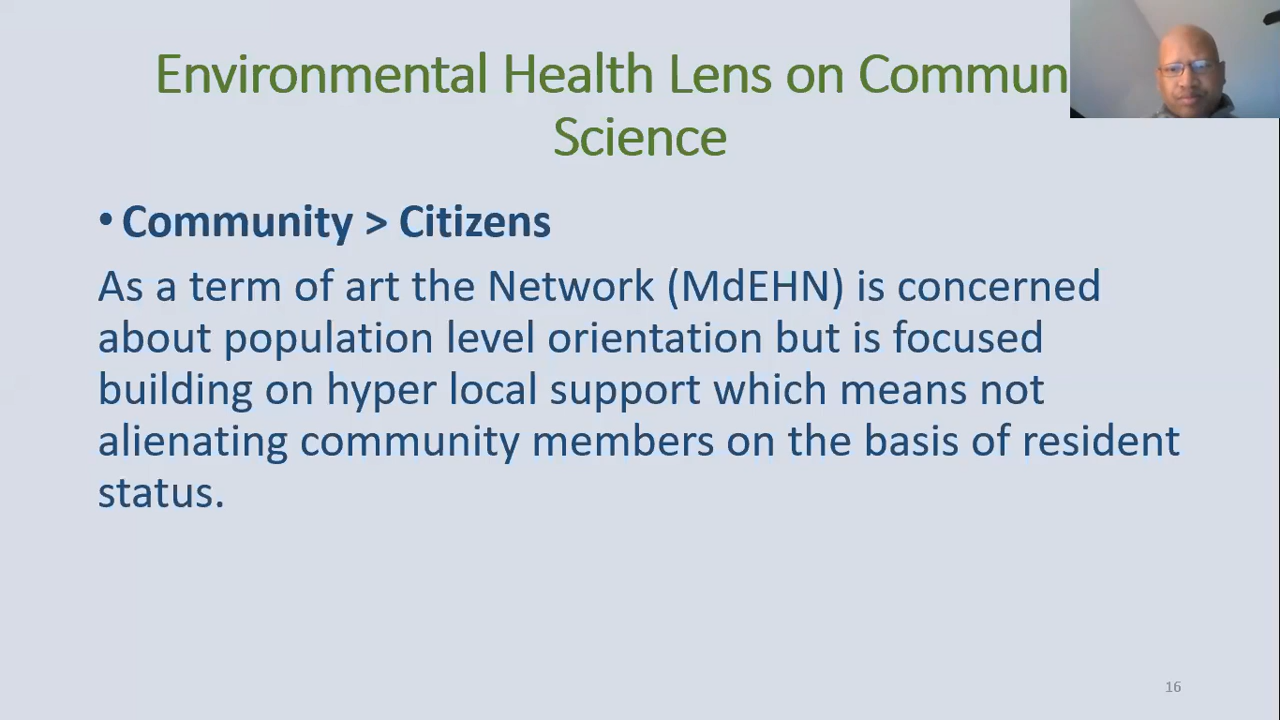 Environmental Health Lens on Commun
Science
• Community > Citizens
As a term of art the Network (MdEHN) is concerned
about population level orientation but is focused
building on hyper local support which means not
alienating community members on the basis of resident
status.
16